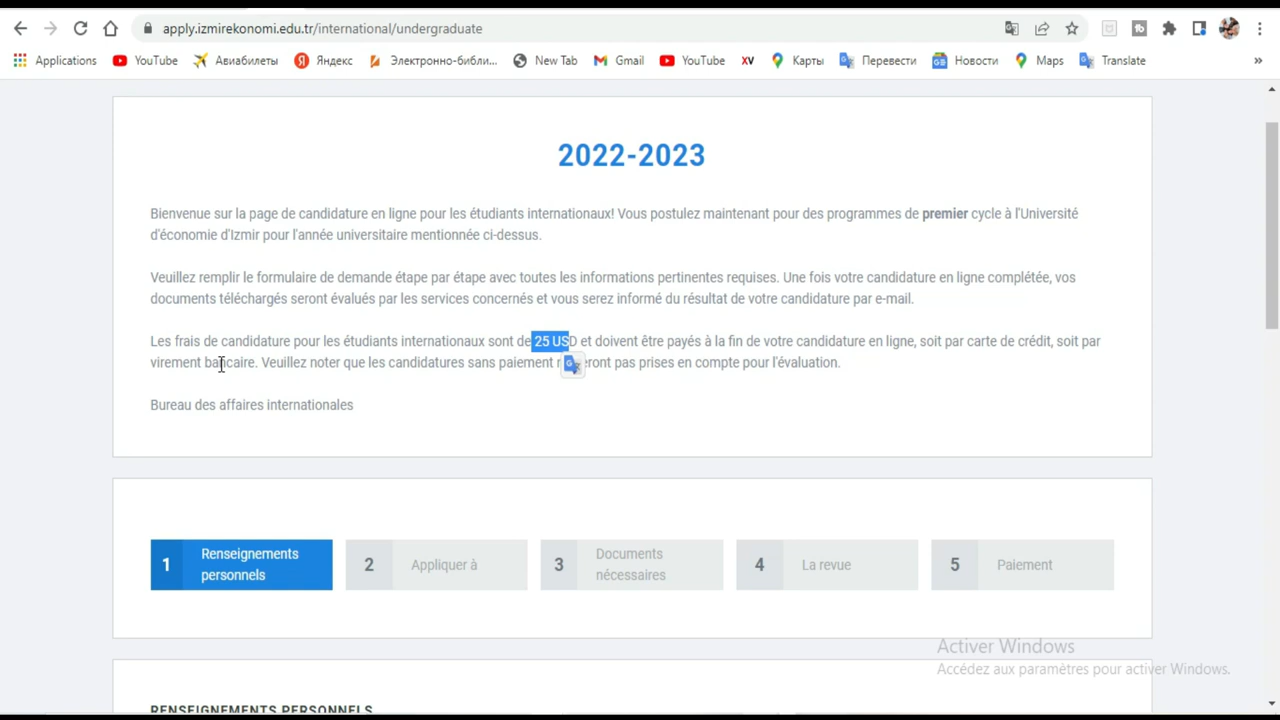 apply.izmirekonomi.edu.tr/international/undergraduate
Applications YouTube Авиабилеты Яндекс Электронно-библи... New Tab Gmail YouTube XV Карты Перевести Новости Maps Translate »
2022-2023
Bienvenue sur la page de candidature en ligne pour les étudiants internationaux! Vous postulez maintenant pour des programmes de premier cycle à l'Université
d'économie d'Izmir pour l'année universitaire mentionnée ci-dessus.
Veuillez remplir le formulaire de demande étape par étape avec toutes les informations pertinentes requises. Une fois votre candidature en ligne complétée, vos
documents téléchargés seront évalués par les services concernés et vous serez informé du résultat de votre candidature par e-mail.
Les frais de candidature pour les étudiants internationaux sont de 25 USD et doivent être payés à la fin de votre candidature en ligne, soit par carte de crédit, soit par
virement bancaire. Veuillez noter que les candidatures sans paiement pas prises en compte pour l'évaluation.
Bureau des affaires internationales
1 Renseignements
personnels
2 Appliquer à
3 Documents
nécessaires
4 La revue
5 Paiement
Activer Windows
Accédez aux paramètres pour activer Windows.
RENSEIGNEMENTS PERSONNELS